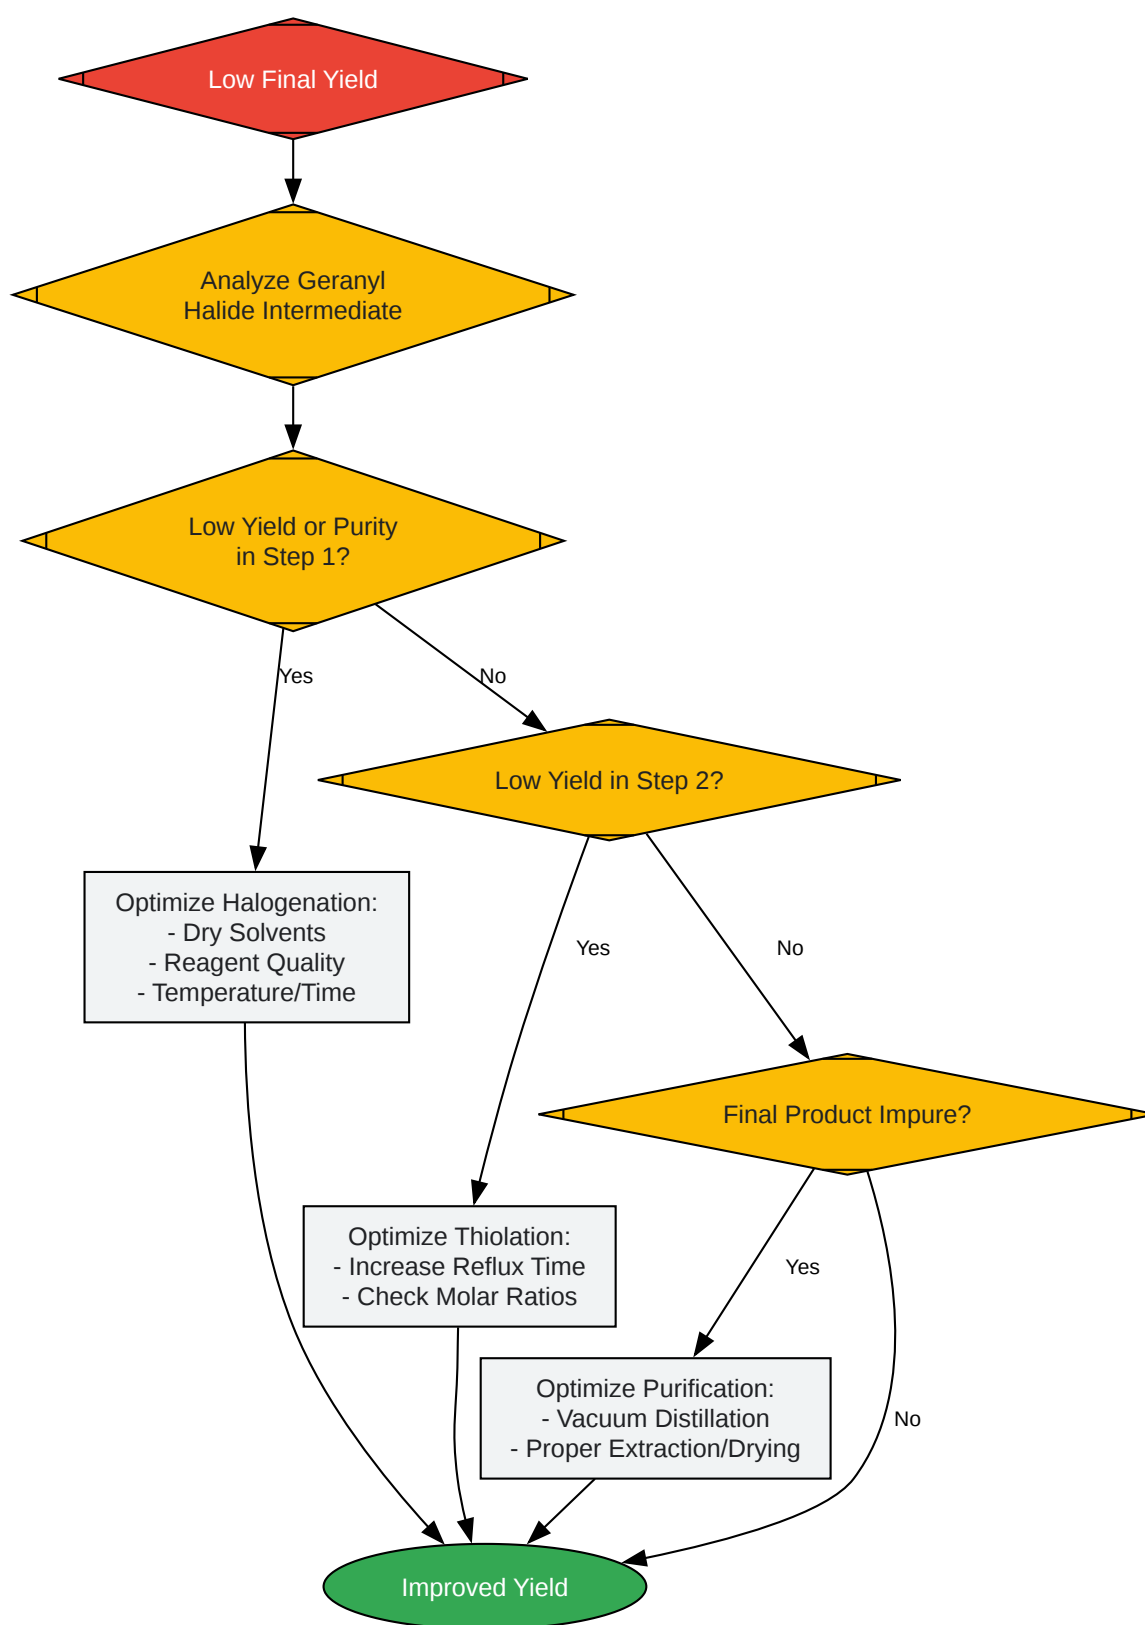 Low Final Yield
Analyze Geranyl
Halide Intermediate
Low Yield or Purity
in Step 1?
Yes
No
Low Yield in Step 2?
Optimize Halogenation:
- Dry Solvents
- Reagent Quality
- Temperature/Time
Yes
No
Final Product Impure?
Optimize Thiolation:
- Increase Reflux Time
- Check Molar Ratios
Yes
Optimize Purification:
- Vacuum Distillation
- Proper Extraction/Drying
No
Improved Yield